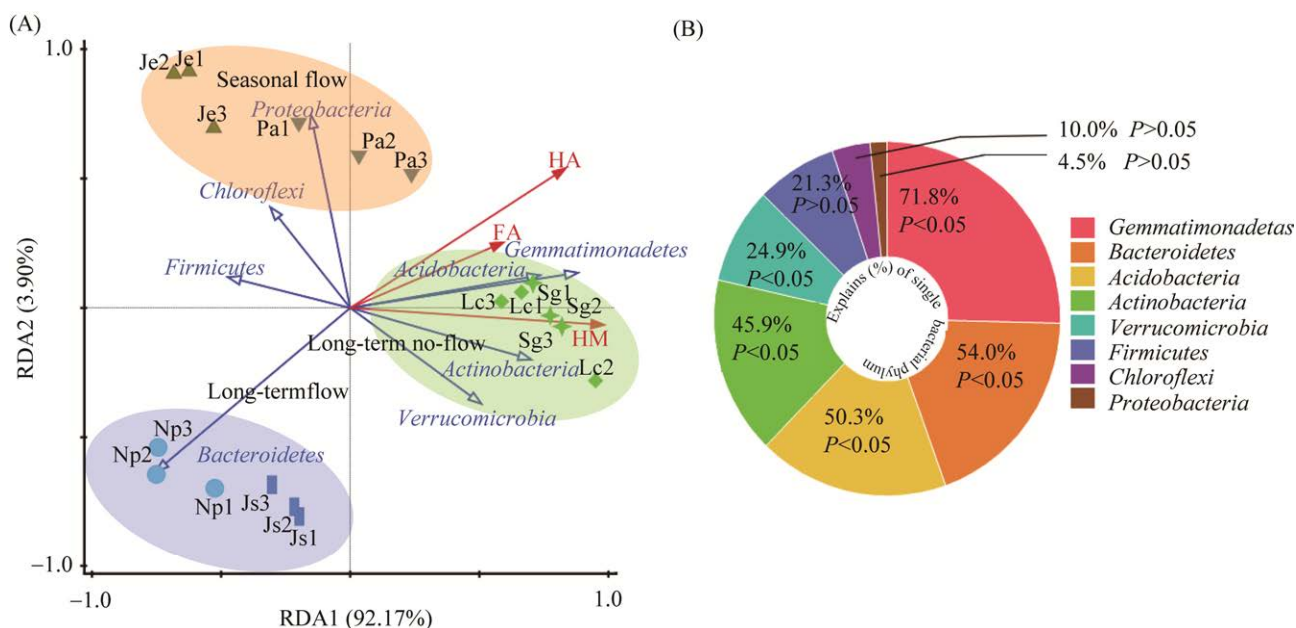 (A)
1.0
Je2
Je1
Seasonal flow
Je3
Proteobacteria
Pa1
Pa2
Pa3
HA
Chloroflexi
FA
Gemmatimonadetes
Firmicutes
Acidobacteria
Sg1
Lc3
Lc1
Sg2
Long-term no-flow
Sg3
HM
Actinobacteria
Lc2
Long-termflow
Verrucomicrobia
Np3
Np2
Bacteroidetes
Np1
Js3
Js2
Js1
RDA2 (3.90%)
−1.0
−1.0
1.0
RDA1 (92.17%)
(B)
10.0% P>0.05
4.5% P>0.05
71.8%
P<0.05
54.0%
P<0.05
50.3%
P<0.05
45.9%
P<0.05
24.9%
P<0.05
21.3%
P>0.05
Explains (%) of single bacterial phylum
Gemmatimonadetas
Bacteroidetes
Acidobacteria
Actinobacteria
Verrucomicrobia
Firmicutes
Chloroflexi
Proteobacteria